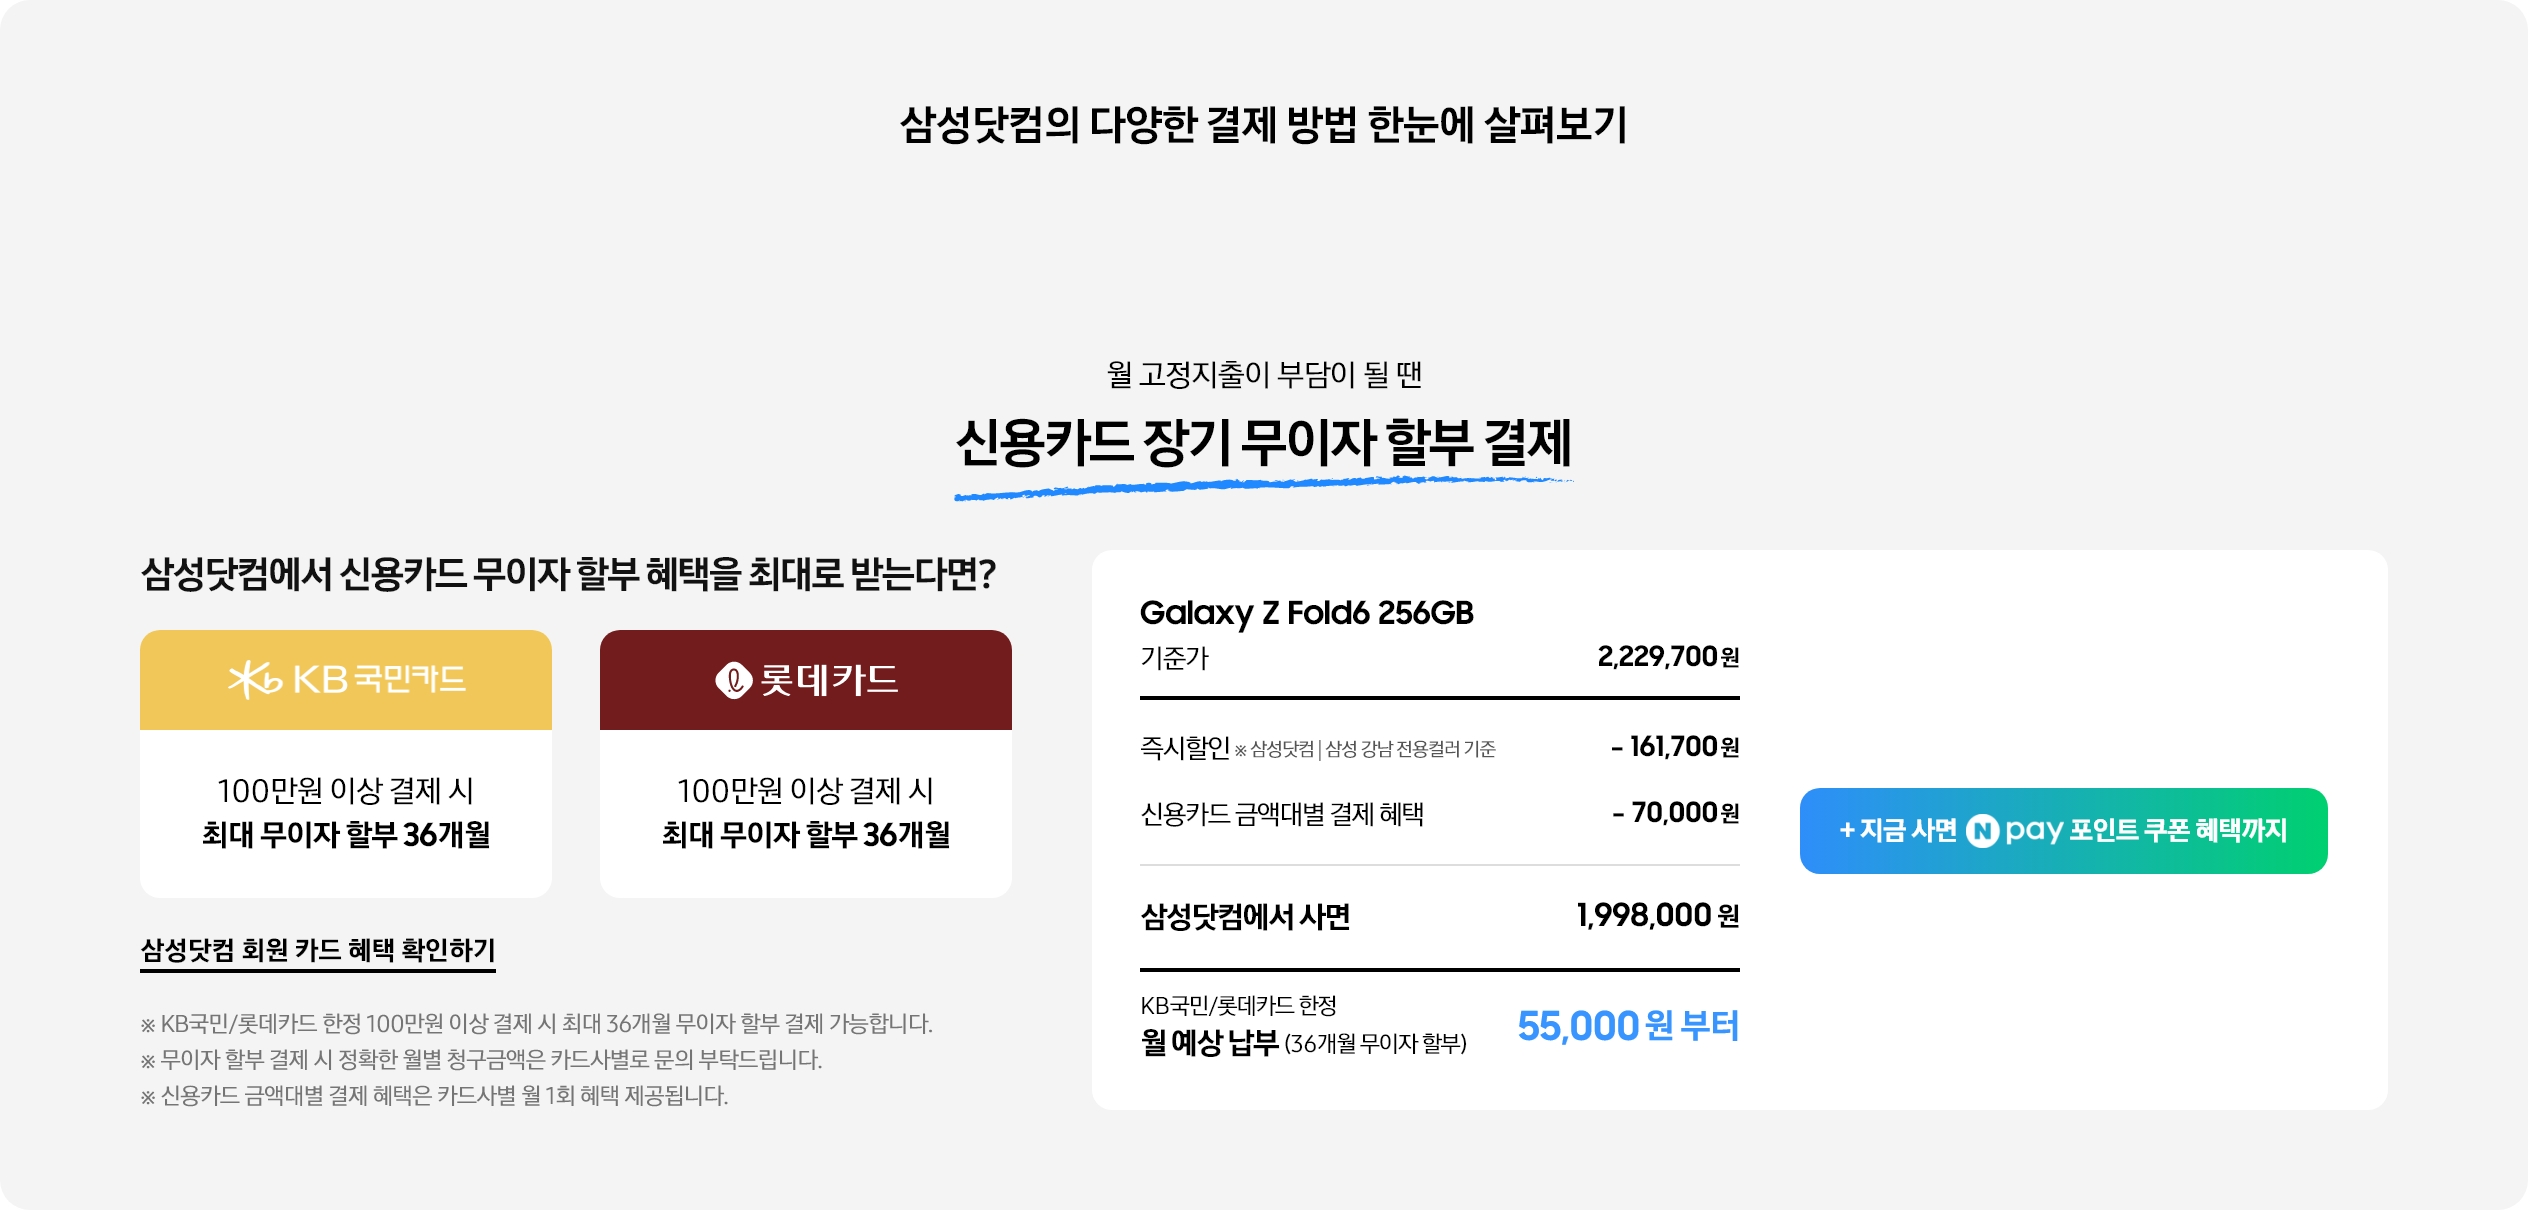 삼성닷컴의 다양한 결제 방법 한눈에 살펴보기
월 고정지출이 부담이 될 땐
신용카드 장기 무이자 할부 결제
삼성닷컴에서 신용카드 무이자 할부 혜택을 최대로 받는다면?
KB 국민카드
100만원 이상 결제 시
최대 무이자 할부 36개월
롯데카드
100만원 이상 결제 시
최대 무이자 할부 36개월
삼성닷컴 회원 카드 혜택 확인하기
※ KB국민/롯데카드 한정 100만원 이상 결제 시 최대 36개월 무이자 할부 결제 가능합니다.
※ 무이자 할부 결제 시 정확한 월별 청구금액은 카드사별로 문의 부탁드립니다.
※ 신용카드 금액대별 결제 혜택은 카드사별 월 1회 혜택 제공됩니다.
Galaxy Z Fold6 256GB
기준가 2,229,700원
즉시할인 ※ 삼성닷컴 | 삼성 강남 전용컬러 기준 - 161,700원
신용카드 금액대별 결제 혜택 - 70,000원
삼성닷컴에서 사면 1,998,000 원
KB국민/롯데카드 한정
월 예상 납부 (36개월 무이자 할부) 55,000 원 부터
+ 지금 사면 N pay 포인트 쿠폰 혜택까지